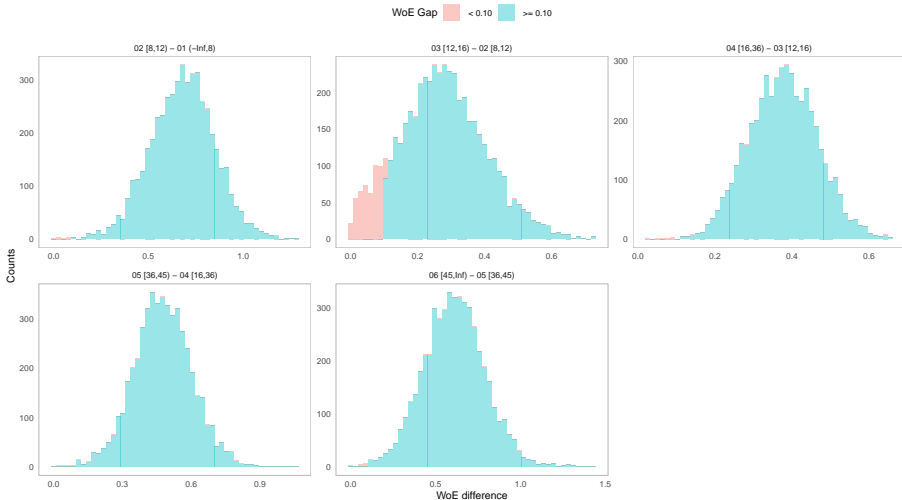 WoE Gap < 0.10 >= 0.10
02 [8,12) − 01 (−Inf,8)
03 [12,16) − 02 [8,12)
04 [16,36) − 03 [12,16)
300
200
100
0
0.0 0.5 1.0
200
150
100
50
0
0.0 0.2 0.4 0.6
300
200
100
0
0.0 0.2 0.4 0.6
Counts
05 [36,45) − 04 [16,36)
06 [45,Inf) − 05 [36,45)
300
200
100
0
0.0 0.3 0.6 0.9
300
200
100
0
0.0 0.5 1.0 1.5
WoE difference